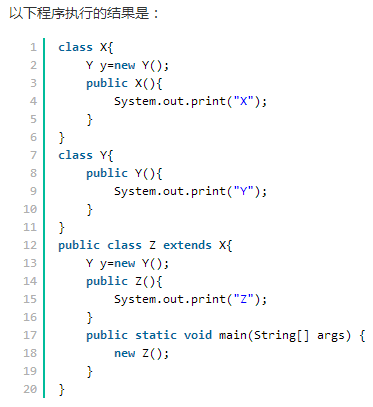 以下程序执行的结果是：
1 class X{
2     Y y=new Y();
3     public X(){
4         System.out.print("X");
5     }
6 }
7 class Y{
8     public Y(){
9         System.out.print("Y");
10     }
11 }
12 public class Z extends X{
13     Y y=new Y();
14     public Z(){
15         System.out.print("Z");
16     }
17     public static void main(String[] args) {
18         new Z();
19     }
20 }